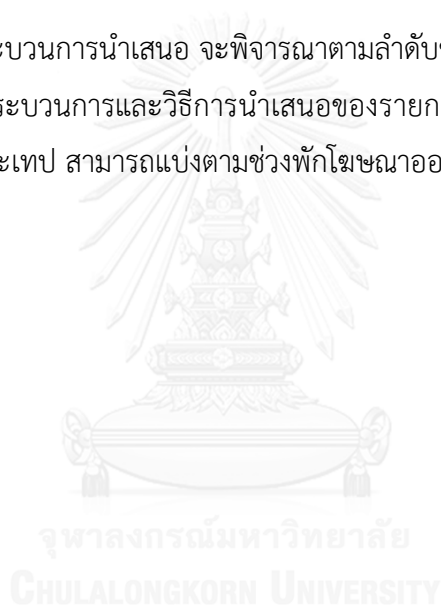 ะบวนการนำเสนอ จะพิจารณาตามลำดับ
ระบวนการและวิธีการนำเสนอของรายก
ะเทป สามารถแบ่งตามช่วงพักโฆษณาออ
จุฬาลงกรณ์มหาวิทยาลัย
CHULALONGKORN UNIVERSITY